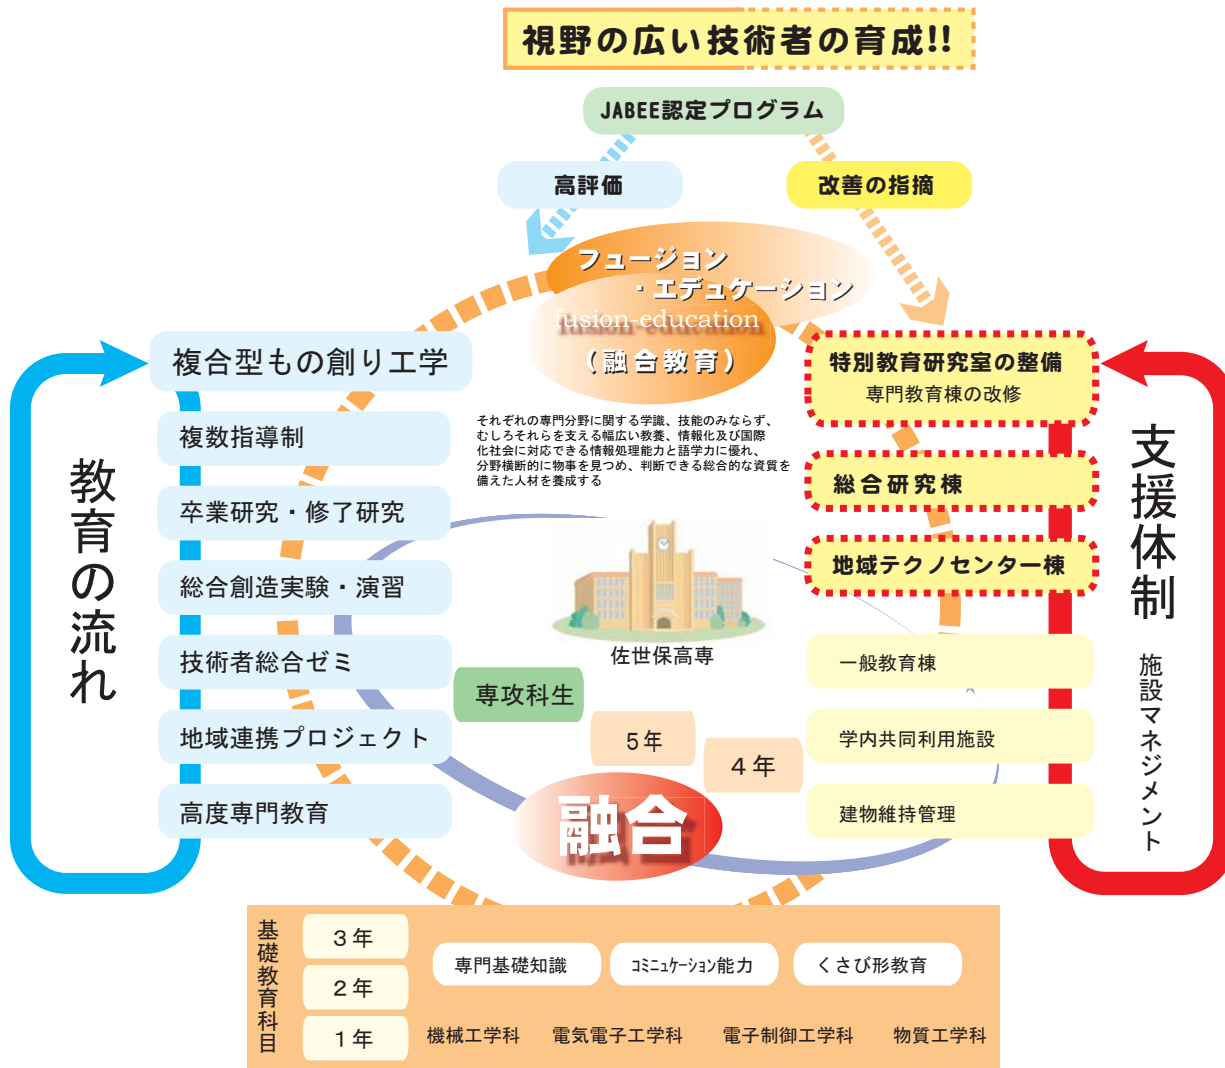 視野の広い技術者の育成!!
JABEE認定プログラム
高評価
改善の指摘
フュージョン
・エデュケーション
fusion-education
(融合教育)
それぞれの専門分野に関する学識、技能のみならず、
むしろそれらを支える幅広い教養、情報化及び国際
化社会に対応できる情報処理能力と語学力に優れ、
分野横断的に物事を見つめ、判断できる総合的な資質を
備えた人材を養成する
教育の流れ
複合型もの創り工学
複数指導制
卒業研究・修了研究
総合創造実験・演習
技術者総合ゼミ
地域連携プロジェクト
高度専門教育
佐世保高専
専攻科生
5年
4年
融合
特別教育研究室の整備
専門教育棟の改修
総合研究棟
地域テクノセンター棟
一般教育棟
学内共同利用施設
建物維持管理
支援体制
施設マネジメント
基礎教育科目
3年
2年
1年
専門基礎知識
コミニュケーション能力
くさび形教育
機械工学科
電気電子工学科
電子制御工学科
物質工学科